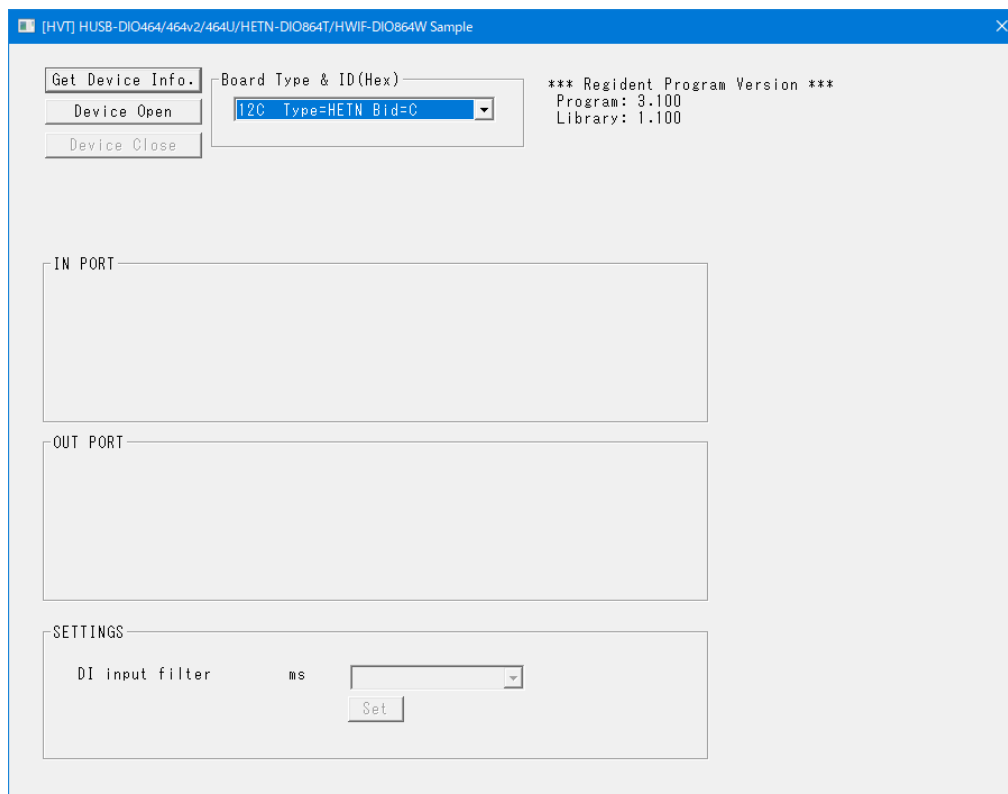 [HVT] HUSB-DIO464/464v2/464U/HETN-DIO864T/HWIF-DIO864W Sample
Get Device Info.
Device Open
Device Close
Board Type & ID(Hex)
12C Type=HETN Bid=C
*** Regident Program Version ***
Program: 3.100
Library: 1.100
IN PORT
OUT PORT
SETTINGS
DI input filter ms
Set